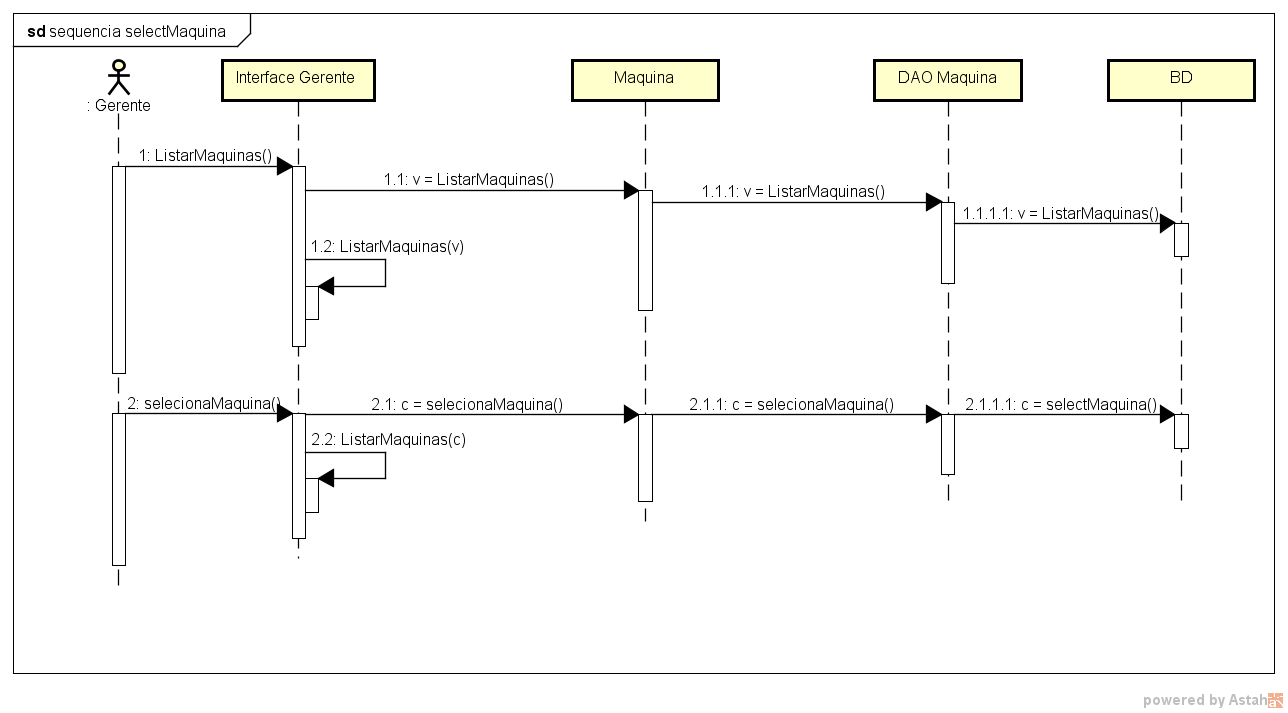 sd sequencia selectMaquina
: Gerente
Interface Gerente
Maquina
DAO Maquina
BD
1: ListarMaquinas()
1.1: v = ListarMaquinas()
1.1.1: v = ListarMaquinas()
1.1.1.1: v = ListarMaquinas()
1.2: ListarMaquinas(v)
2: selecionaMaquina()
2.1: c = selecionaMaquina()
2.1.1: c = selecionaMaquina()
2.1.1.1: c = selectMaquina()
2.2: ListarMaquinas(c)
powered by Astah